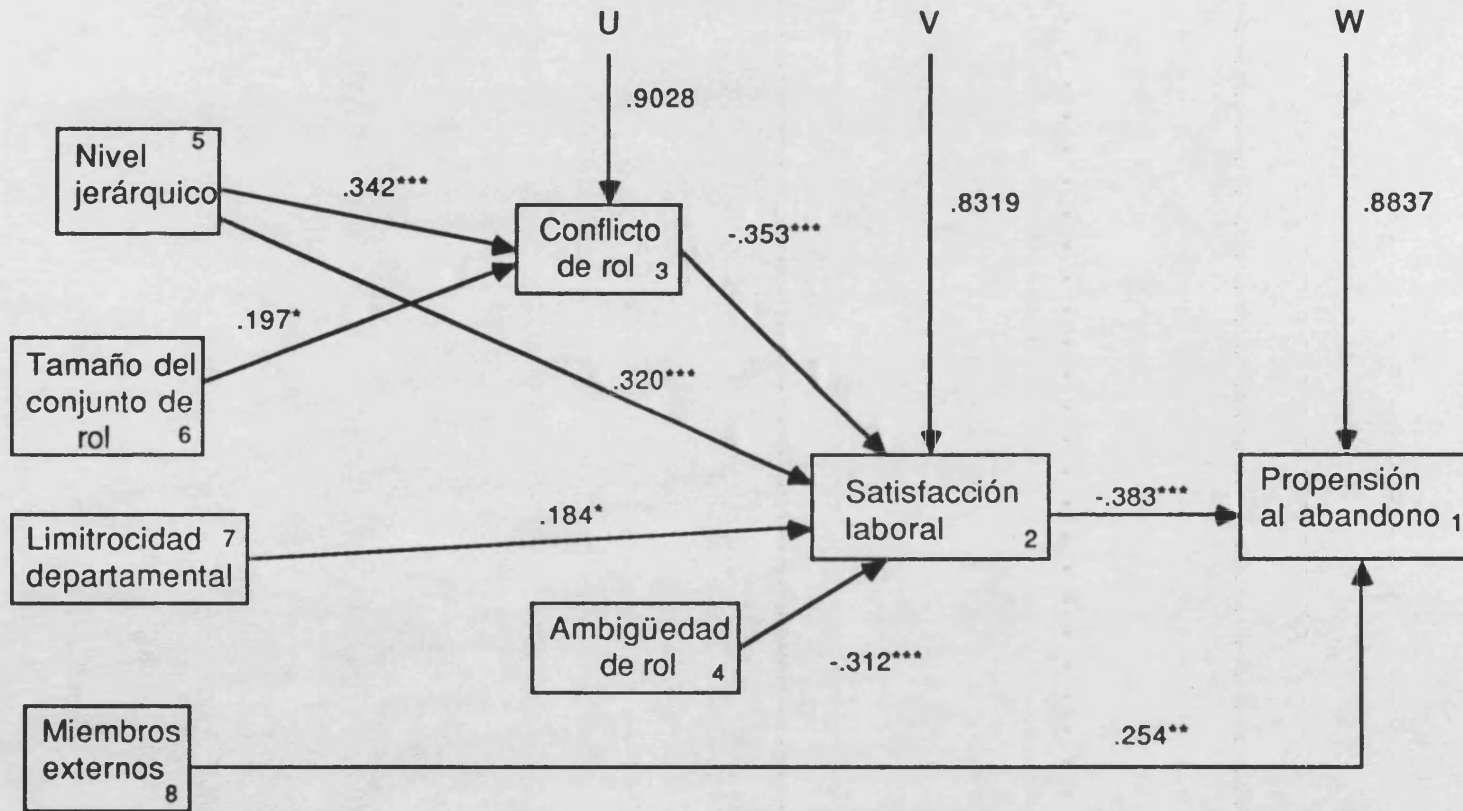 U
V
W
.9028
.8319
.8837
Nivel 5
jerárquico
.342***
Conflicto
de rol 3
-.353***
.197*
Tamaño del
conjunto de
rol 6
.320***
Satisfacción
laboral 2
-.383***
Propensión
al abandono 1
.184*
Limitrocidad 7
departamental
Ambigüedad
de rol 4
-.312***
Miembros
externos
8
.254**